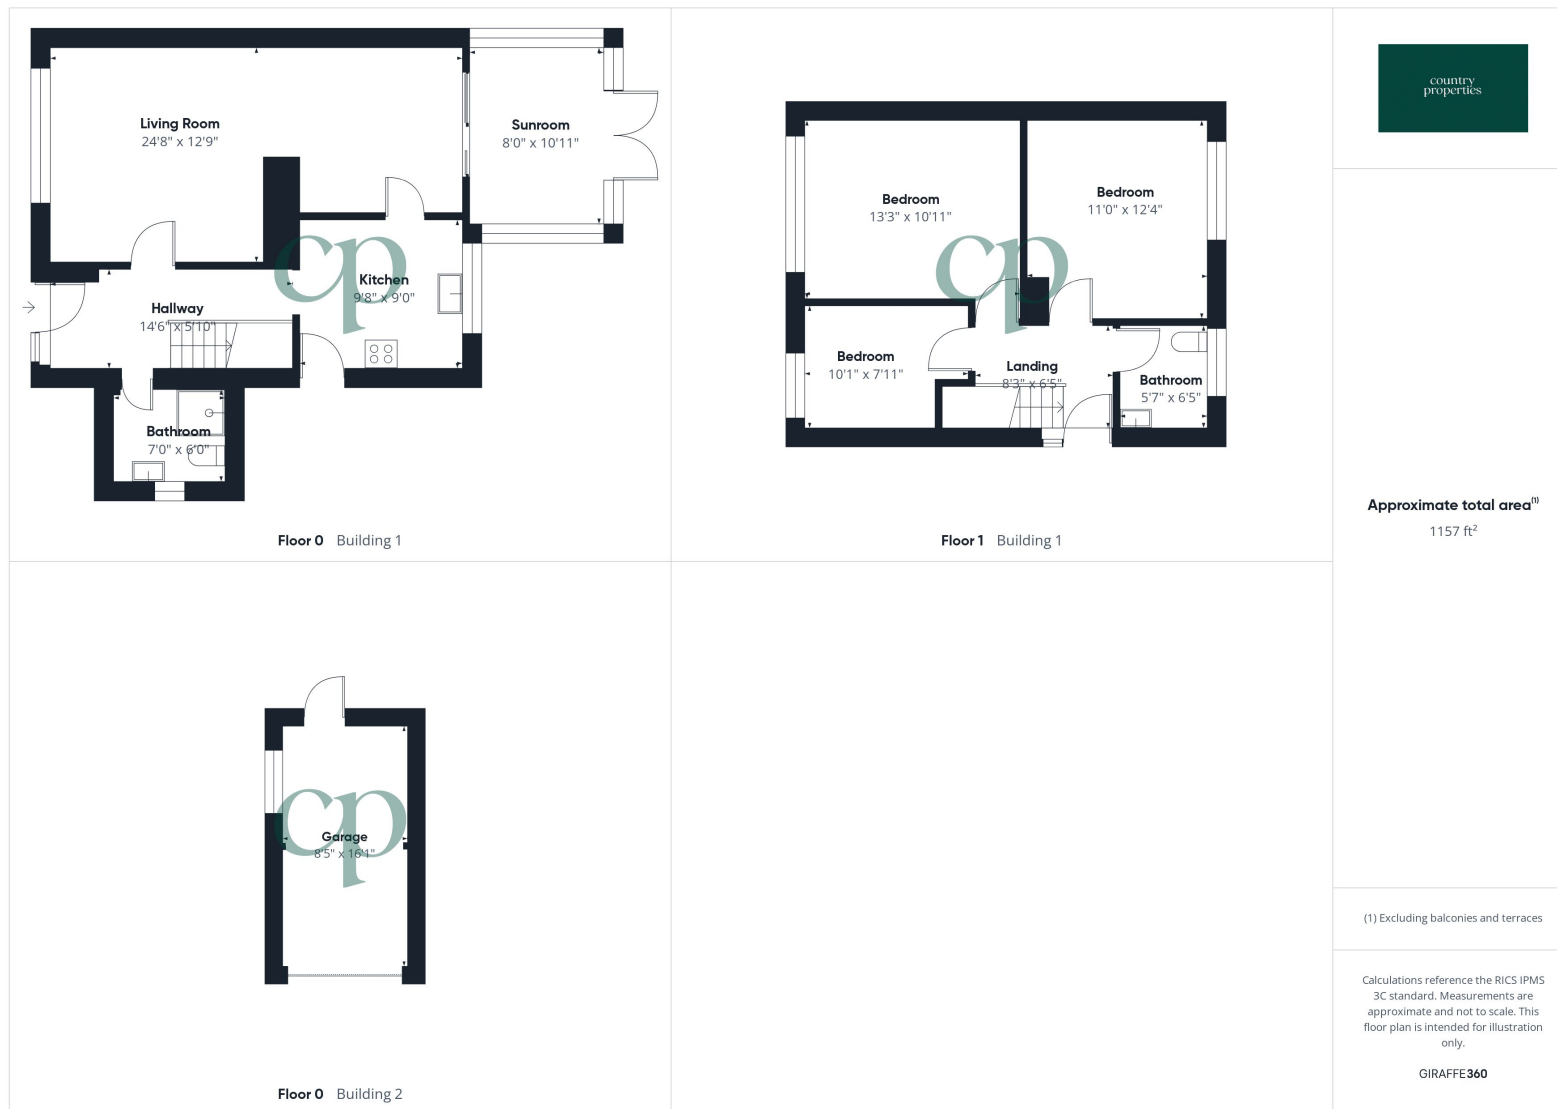 Living Room
24'8" x 12'9"
Sunroom
8'0" x 10'11"
Kitchen
9'8" x 9'0"
Hallway
14'6" x 5'10"
Bathroom
7'0" x 6'0"
cp
Floor 0 Building 1
Bedroom
13'3" x 10'11"
Bedroom
11'0" x 12'4"
Bedroom
10'1" x 7'11"
Landing
8'3" x 6'5"
Bathroom
5'7" x 6'5"
cp
Floor 1 Building 1
Garage
8'5" x 16'1"
cp
Floor 0 Building 2
country
properties
Approximate total area(1)
1157 ft²
(1) Excluding balconies and terraces
Calculations reference the RICS IPMS
3C standard. Measurements are
approximate and not to scale. This
floor plan is intended for illustration
only.
GIRAFFE360